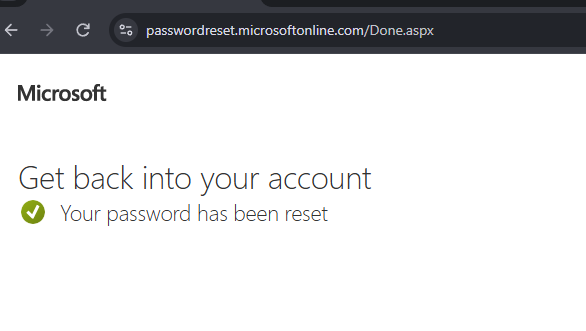 passwordreset.microsoftonline.com/Done.aspx
Microsoft
Get back into your account
Your password has been reset